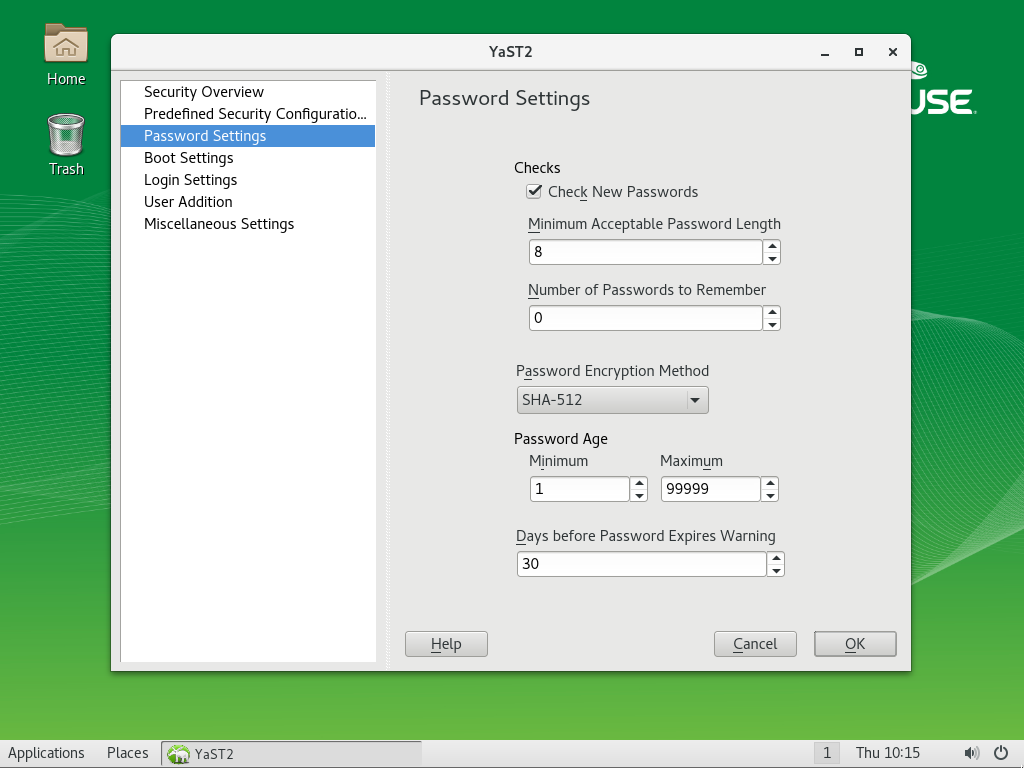 YaST2
Home
Trash
USE
Security Overview
Predefined Security Configuratio...
Password Settings
Boot Settings
Login Settings
User Addition
Miscellaneous Settings
Password Settings
Checks
Check New Passwords
Minimum Acceptable Password Length
8
Number of Passwords to Remember
0
Password Encryption Method
SHA-512
Password Age
Minimum Maximum
1 99999
Days before Password Expires Warning
30
Help Cancel OK
Applications Places YaST2 1 Thu 10:15